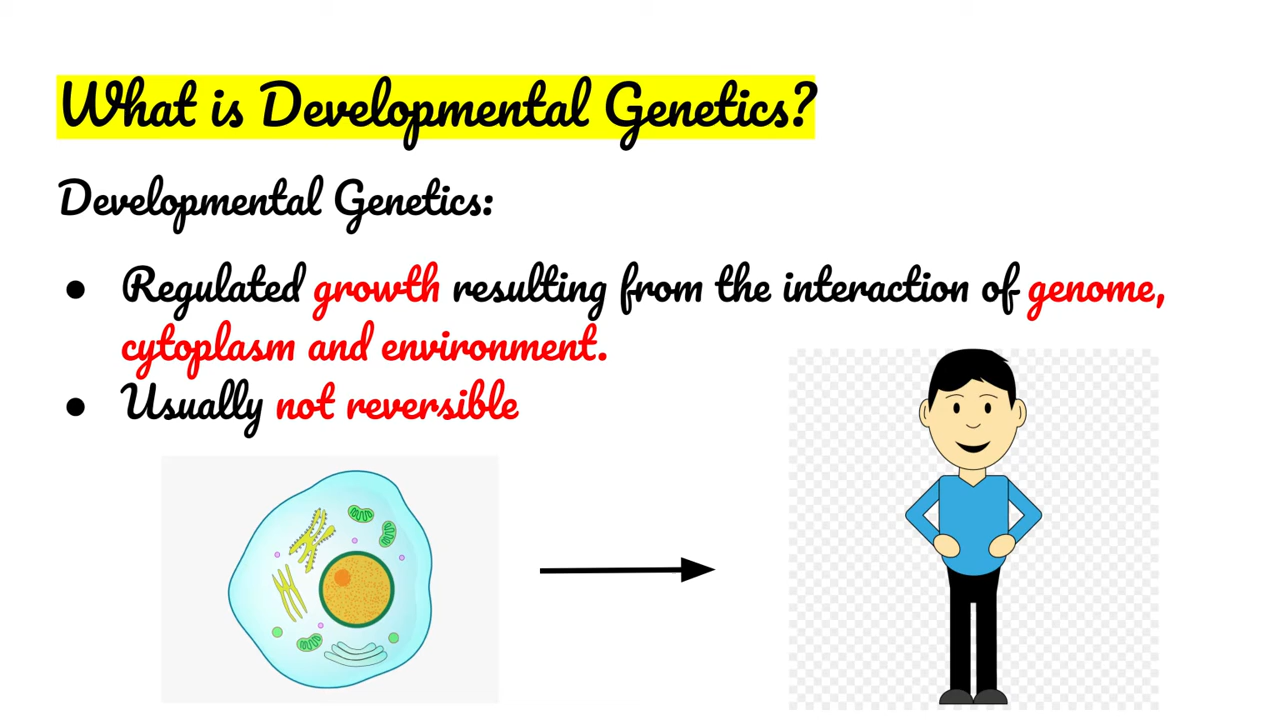 What is Developmental Genetics?
Developmental Genetics:
● Regulated growth resulting from the interaction of genome,
cytoplasm and environment.
● Usually not reversible